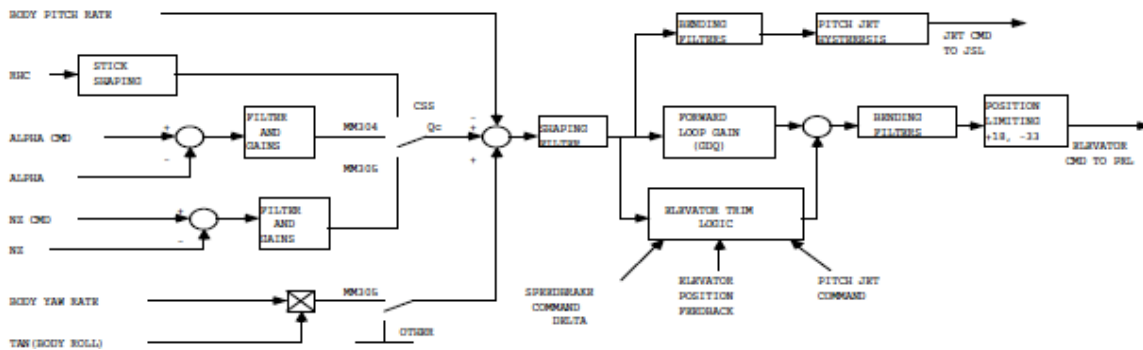 BODY PITCH RATE
BENDING
FILTERS
PITCH JET
HYSTERESIS
JET CMD
TO JSL
RHC
STICK
SHAPING
CSS
FILTER
AND
GAINS
MM304
Qc
ALPHA CMD
+
-
ALPHA
-
+
+
SHAPING
FILTER
FORWARD
LOOP GAIN
(GDQ)
BENDING
FILTERS
POSITION
LIMITING
+18, -33
ELEVATOR
CMD TO PRL
MM305
NZ CMD
+
-
NZ
FILTER
AND
GAINS
ELEVATOR TRIM
LOGIC
SPEEDBRAKE
COMMAND
DELTA
ELEVATOR
POSITION
FEEDBACK
PITCH JET
COMMAND
BODY YAW RATE
MM305
TAN(BODY ROLL)
OTHER